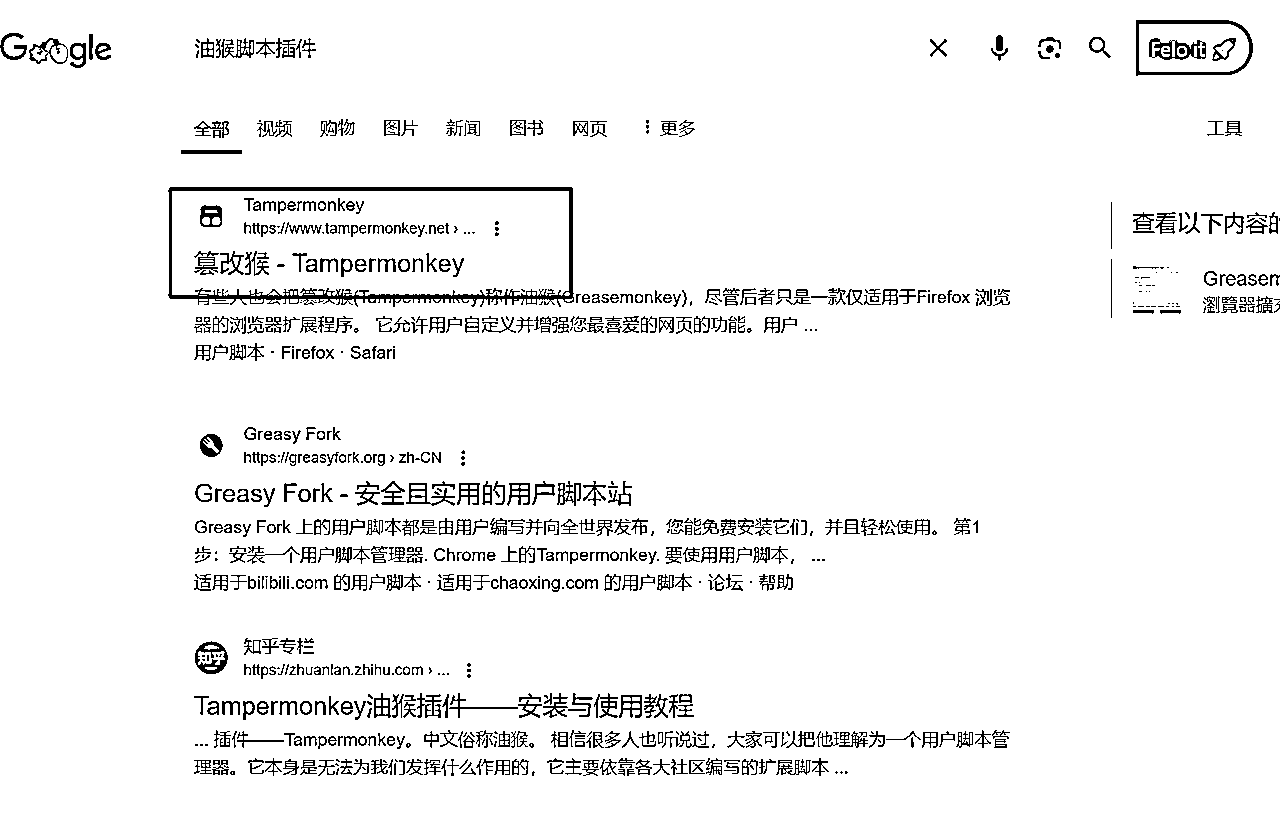 Google
油猴脚本插件
Felo it
全部 视频 购物 图片 新闻 图书 网页 更多 工具
Tampermonkey
https://www.tampermonkey.net › ...
篡改猴 - Tampermonkey
有些人也会把篡改猴(Tampermonkey)称作油猴(Greasemonkey)，尽管后者只是一款仅适用于Firefox 浏览
器的浏览器扩展程序。 它允许用户自定义并增强您最喜爱的网页的功能。用户 ...
用户脚本 · Firefox · Safari
查看以下内容的
Greasem
瀏覽器擴充
Greasy Fork
https://greasyfork.org › zh-CN
Greasy Fork - 安全且实用的用户脚本站
Greasy Fork 上的用户脚本都是由用户编写并向全世界发布，您能免费安装它们，并且轻松使用。 第1
步：安装一个用户脚本管理器. Chrome 上的Tampermonkey. 要使用用户脚本， ...
适用于bilibili.com 的用户脚本 · 适用于chaoxing.com 的用户脚本 · 论坛 · 帮助
知乎
知乎专栏
https://zhuanlan.zhihu.com › ...
Tampermonkey油猴插件——安装与使用教程
... 插件——Tampermonkey。中文俗称油猴。 相信很多人也听说过，大家可以把他理解为一个用户脚本管
理器。它本身是无法为我们发挥什么作用的，它主要依靠各大社区编写的扩展脚本 ...